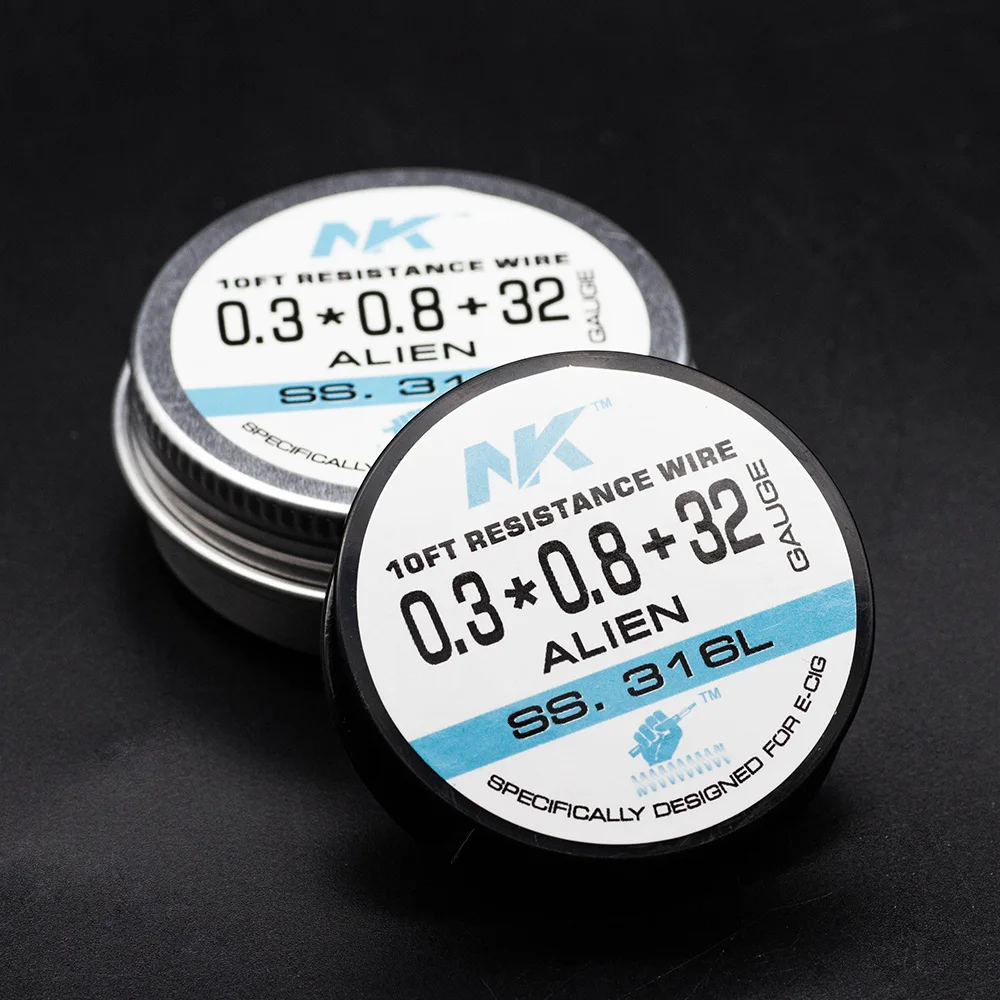 NK
10FT RESISTANCE WIRE
0.3*0.8+32
GAUGE
ALIEN
SS. 31
SPECIFICALLY
NK™
10FT RESISTANCE WIRE
0.3*0.8+32
GAUGE
ALIEN
SS. 316L
™
SPECIFICALLY DESIGNED FOR E-CIG